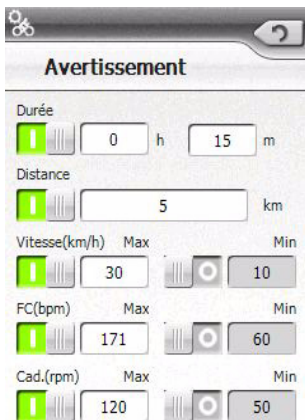 Avertissement
Durée
0 h 15 m
Distance
5 km
Vitesse(km/h) Max Min
30 10
FC(bpm) Max Min
171 60
Cad.(rpm) Max Min
120 50